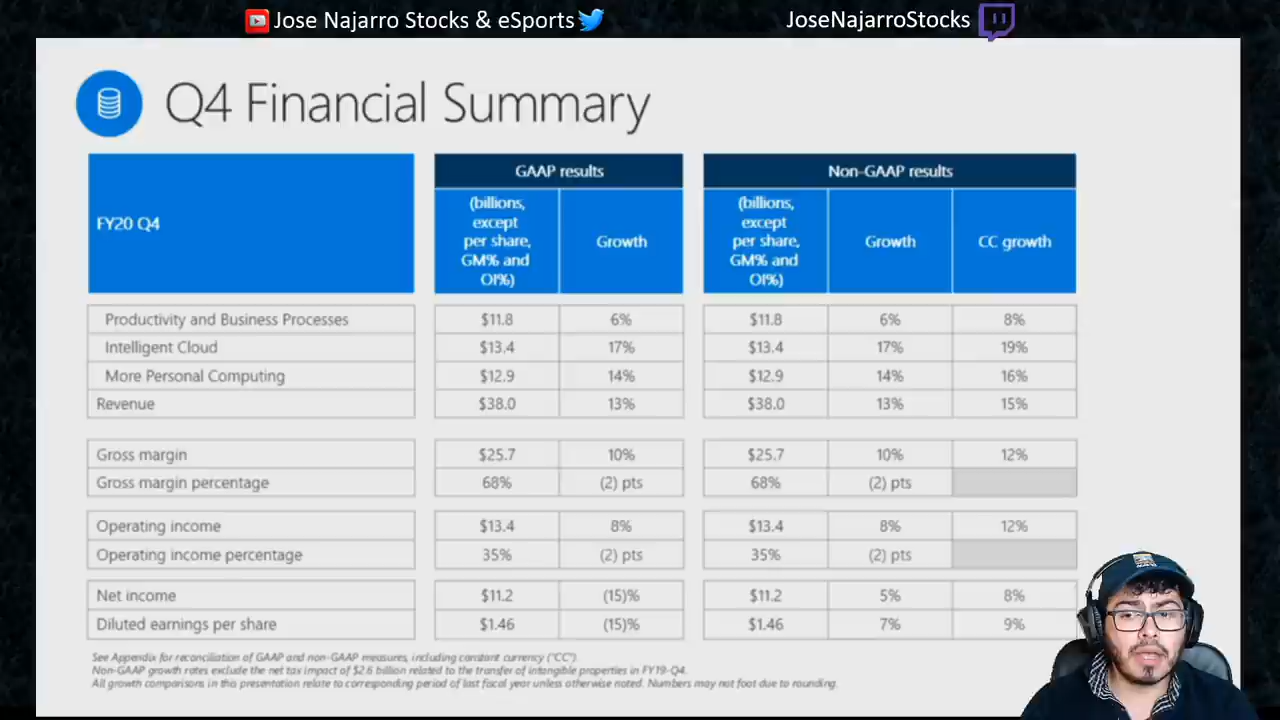 Jose Najarro Stocks & eSports
JoseNajarroStocks
Q4 Financial Summary
FY20 Q4
GAAP results
Non-GAAP results
(billions, except per share, GM% and OI%)
Growth
(billions, except per share, GM% and OI%)
Growth
CC growth
Productivity and Business Processes $11.8 6% $11.8 6% 8%
Intelligent Cloud $13.4 17% $13.4 17% 19%
More Personal Computing $12.9 14% $12.9 14% 16%
Revenue $38.0 13% $38.0 13% 15%
Gross margin $25.7 10% $25.7 10% 12%
Gross margin percentage 68% (2) pts 68% (2) pts
Operating income $13.4 8% $13.4 8% 12%
Operating income percentage 35% (2) pts 35% (2) pts
Net income $11.2 (15)% $11.2 5% 8%
Diluted earnings per share $1.46 (15)% $1.46 7% 9%
See Appendix for reconciliation of GAAP and non-GAAP measures, including constant currency ("CC").
Non-GAAP growth rates exclude the net tax impact of $2.6 billion related to the transfer of intangible properties in FY19-Q4.
All growth comparisons in this presentation relate to corresponding period of last fiscal year unless otherwise noted. Numbers may not foot due to rounding.